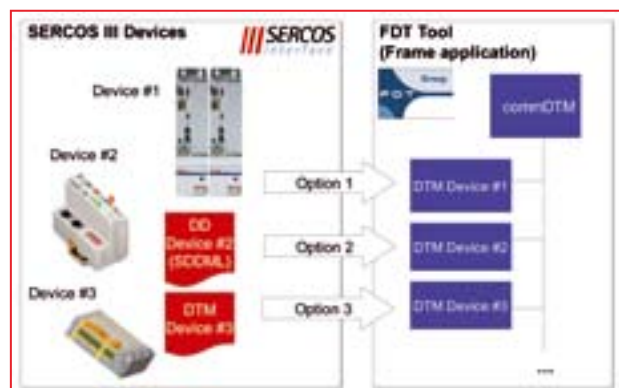 SERCOS III Devices
SERCOS
interface
Device #1
Device #2
DD
Device #2
(SDDML)
Device #3
DTM
Device #3
Option 1
Option 2
Option 3
FDT Tool
(Frame application)
FDT
Group
commDTM
DTM Device #1
DTM Device #2
DTM Device #3
...